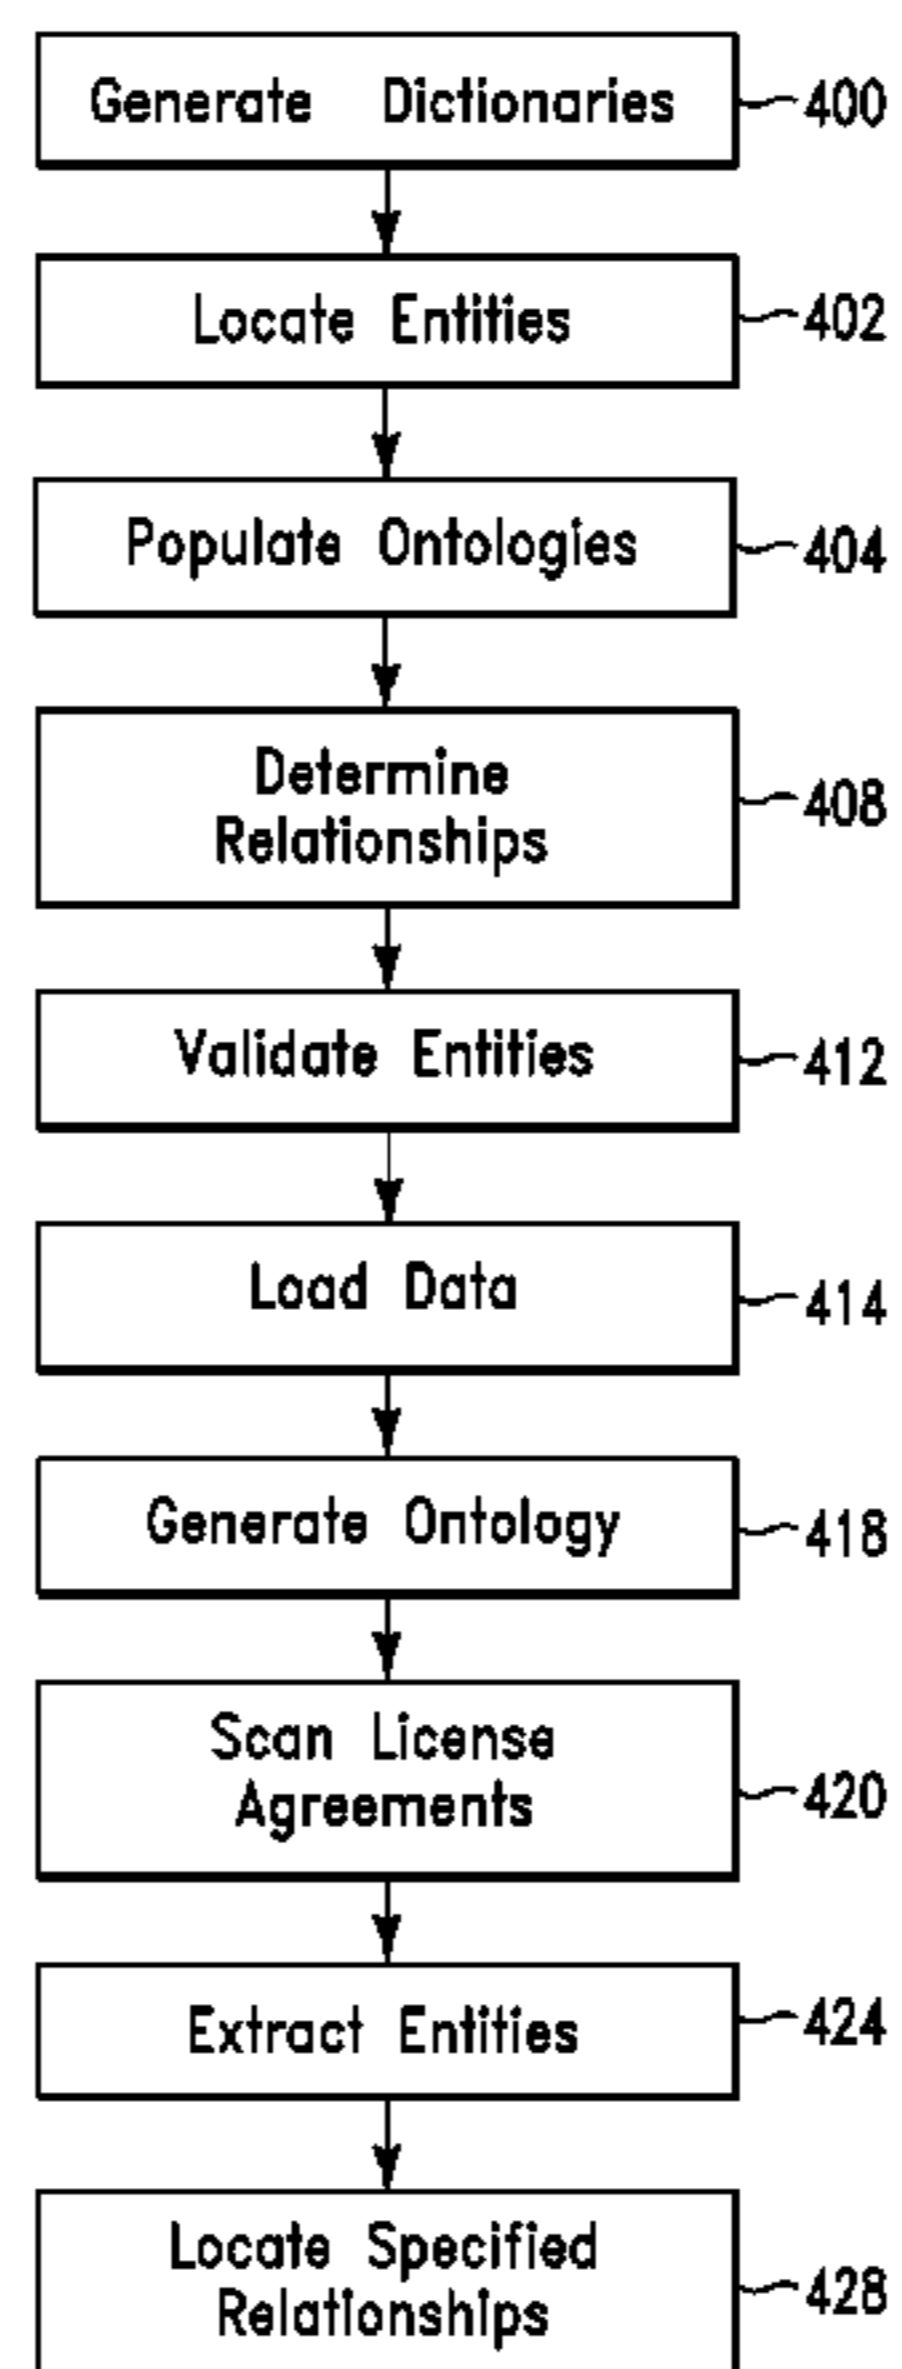 Generate Dictionaries
400
Locate Entities
402
Populate Ontologies
404
Determine
Relationships
408
Validate Entities
412
Load Data
414
Generate Ontology
418
Scan License
Agreements
420
Extract Entities
424
Locate Specified
Relationships
428